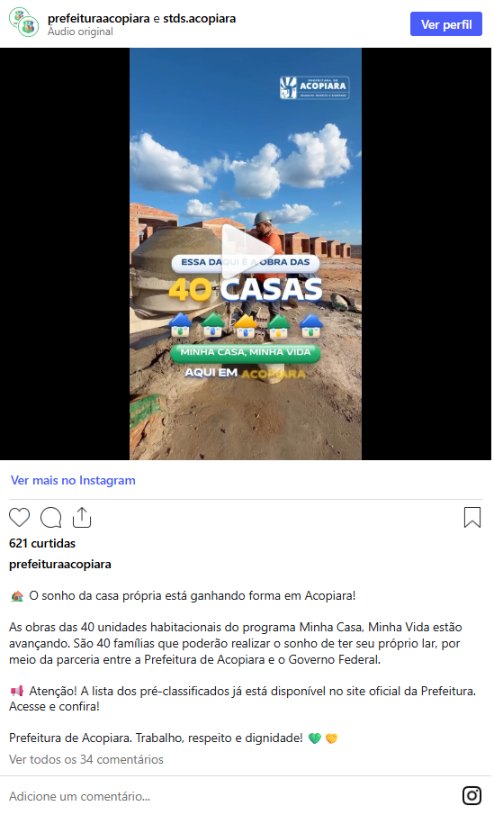 prefeituraacopiara e stds.acopiara
Áudio original
Ver perfil
PREFEITURA DE
ACOPIARA
TRABALHO, RESPEITO E DIGNIDADE
ESSA DAQUI É A OBRA DAS
40 CASAS
MINHA CASA, MINHA VIDA
AQUI EM ACOPIARA
Ver mais no Instagram
621 curtidas
prefeituraacopiara
O sonho da casa própria está ganhando forma em Acopiara!
As obras das 40 unidades habitacionais do programa Minha Casa, Minha Vida estão
avançando. São 40 famílias que poderão realizar o sonho de ter seu próprio lar, por
meio da parceria entre a Prefeitura de Acopiara e o Governo Federal.
Atenção! A lista dos pré-classificados já está disponível no site oficial da Prefeitura.
Acesse e confira!
Prefeitura de Acopiara. Trabalho, respeito e dignidade!
Ver todos os 34 comentários
Adicione um comentário...